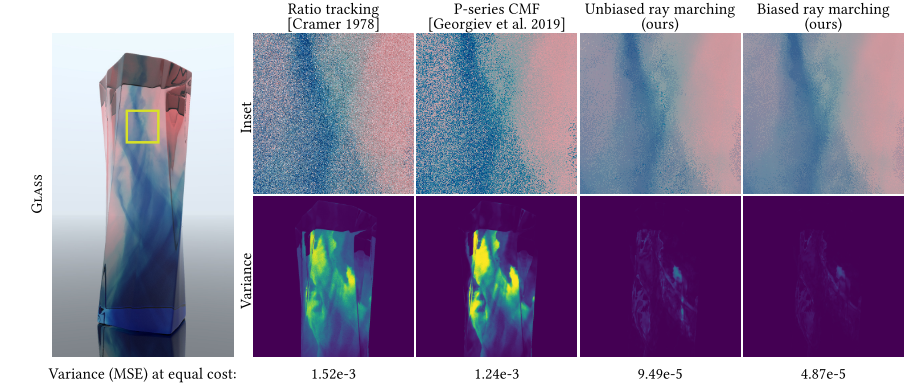 Ratio tracking
[Cramer 1978]
P-series CMF
[Georgiev et al. 2019]
Unbiased ray marching
(ours)
Biased ray marching
(ours)
Glass
Inset
Variance
Variance (MSE) at equal cost:
1.52e-3
1.24e-3
9.49e-5
4.87e-5